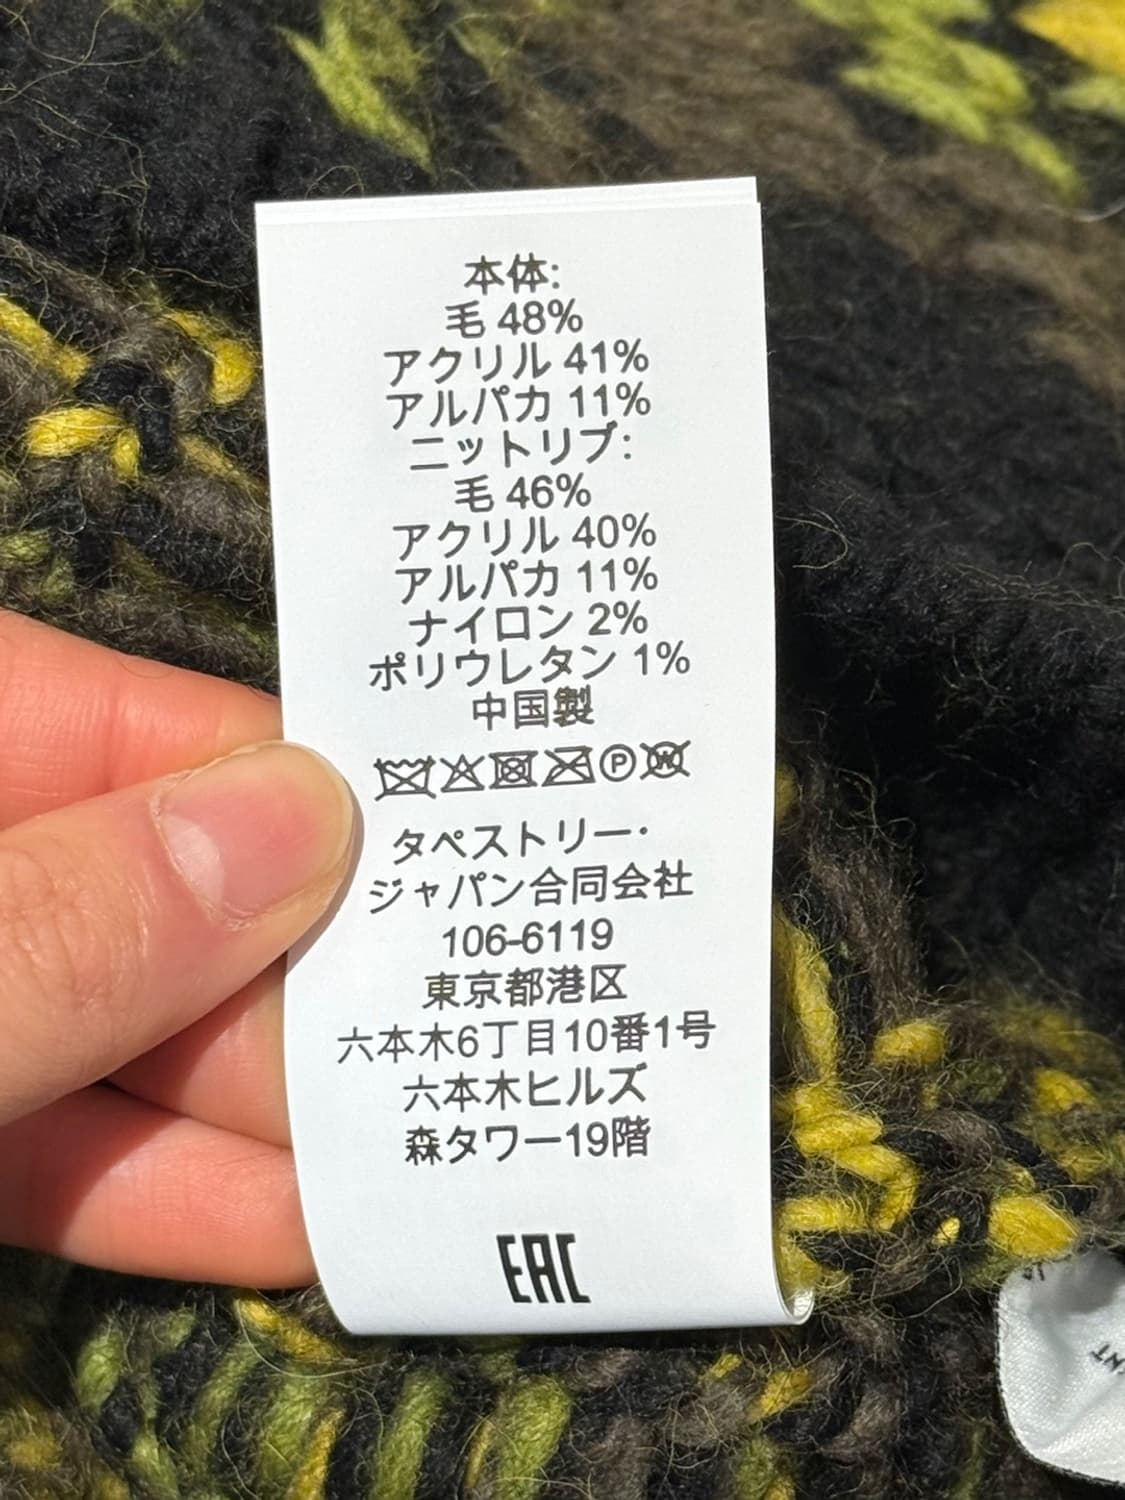 本体:
毛 48%
アクリル 41%
アルパカ 11%
ニットリブ:
毛 46%
アクリル 40%
アルパカ 11%
ナイロン 2%
ポリウレタン 1%
中国製
P W
タペストリー・
ジャパン合同会社
106-6119
東京都港区
六本木6丁目10番1号
六本木ヒルズ
森タワー19階
EAC